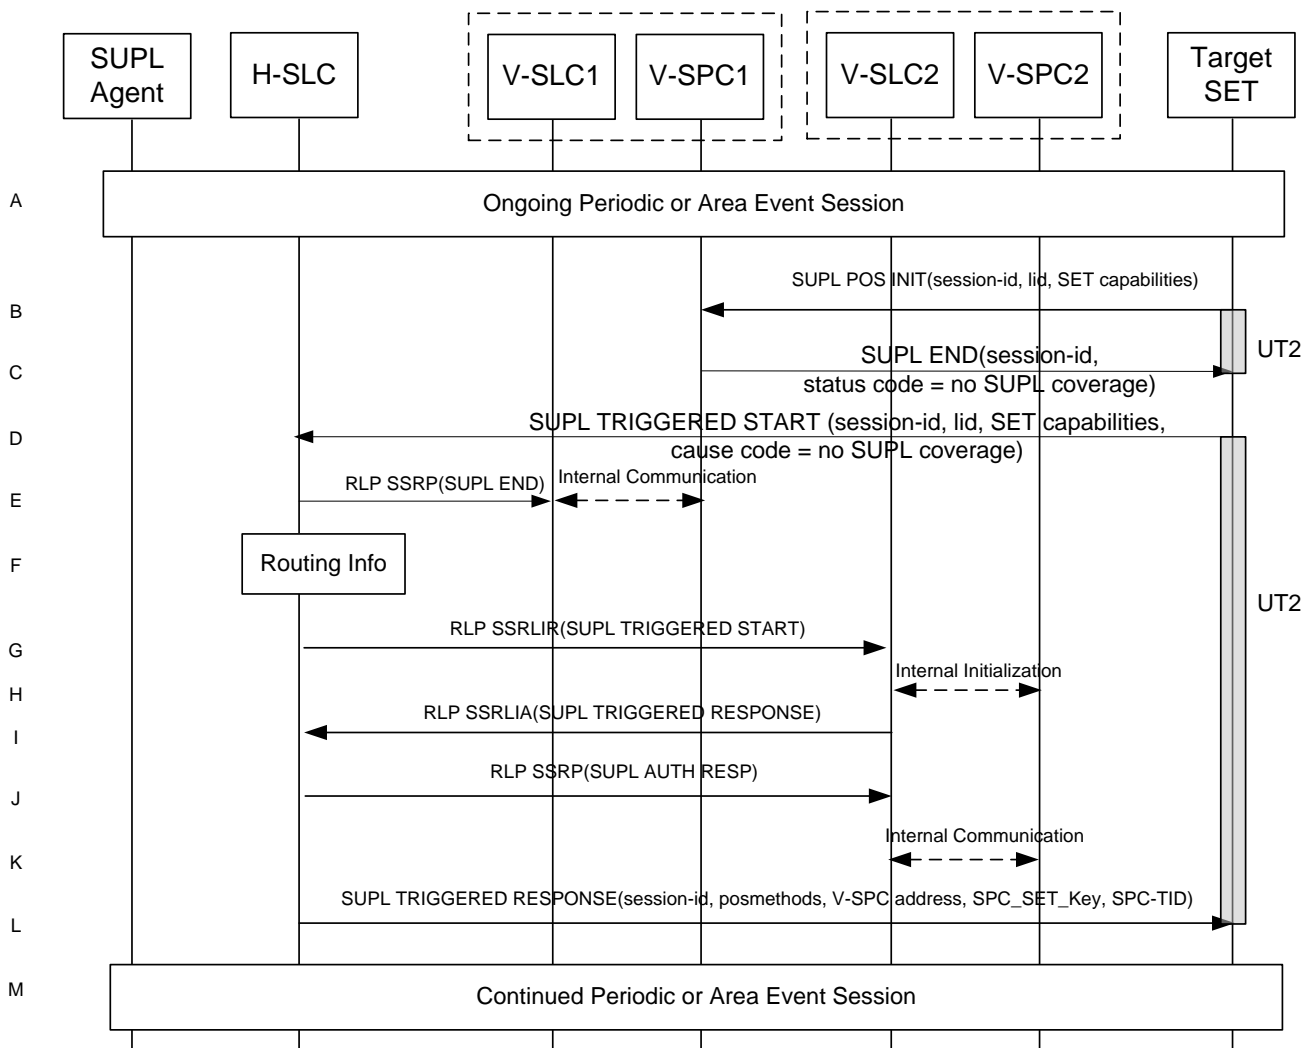 SUPL
Agent
H-SLC
V-SLC1
V-SPC1
V-SLC2
V-SPC2
Target
SET
A
Ongoing Periodic or Area Event Session
SUPL POS INIT(session-id, lid, SET capabilities)
B
UT2
SUPL END(session-id,
C
status code = no SUPL coverage)
SUPL TRIGGERED START (session-id, lid, SET capabilities,
D
cause code = no SUPL coverage)
RLP SSRP(SUPL END)
Internal Communication
E
F
Routing Info
UT2
RLP SSRLIR(SUPL TRIGGERED START)
G
Internal Initialization
H
RLP SSRLIA(SUPL TRIGGERED RESPONSE)
I
RLP SSRP(SUPL AUTH RESP)
J
Internal Communication
K
SUPL TRIGGERED RESPONSE(session-id, posmethods, V-SPC address, SPC_SET_Key, SPC-TID)
L
M
Continued Periodic or Area Event Session